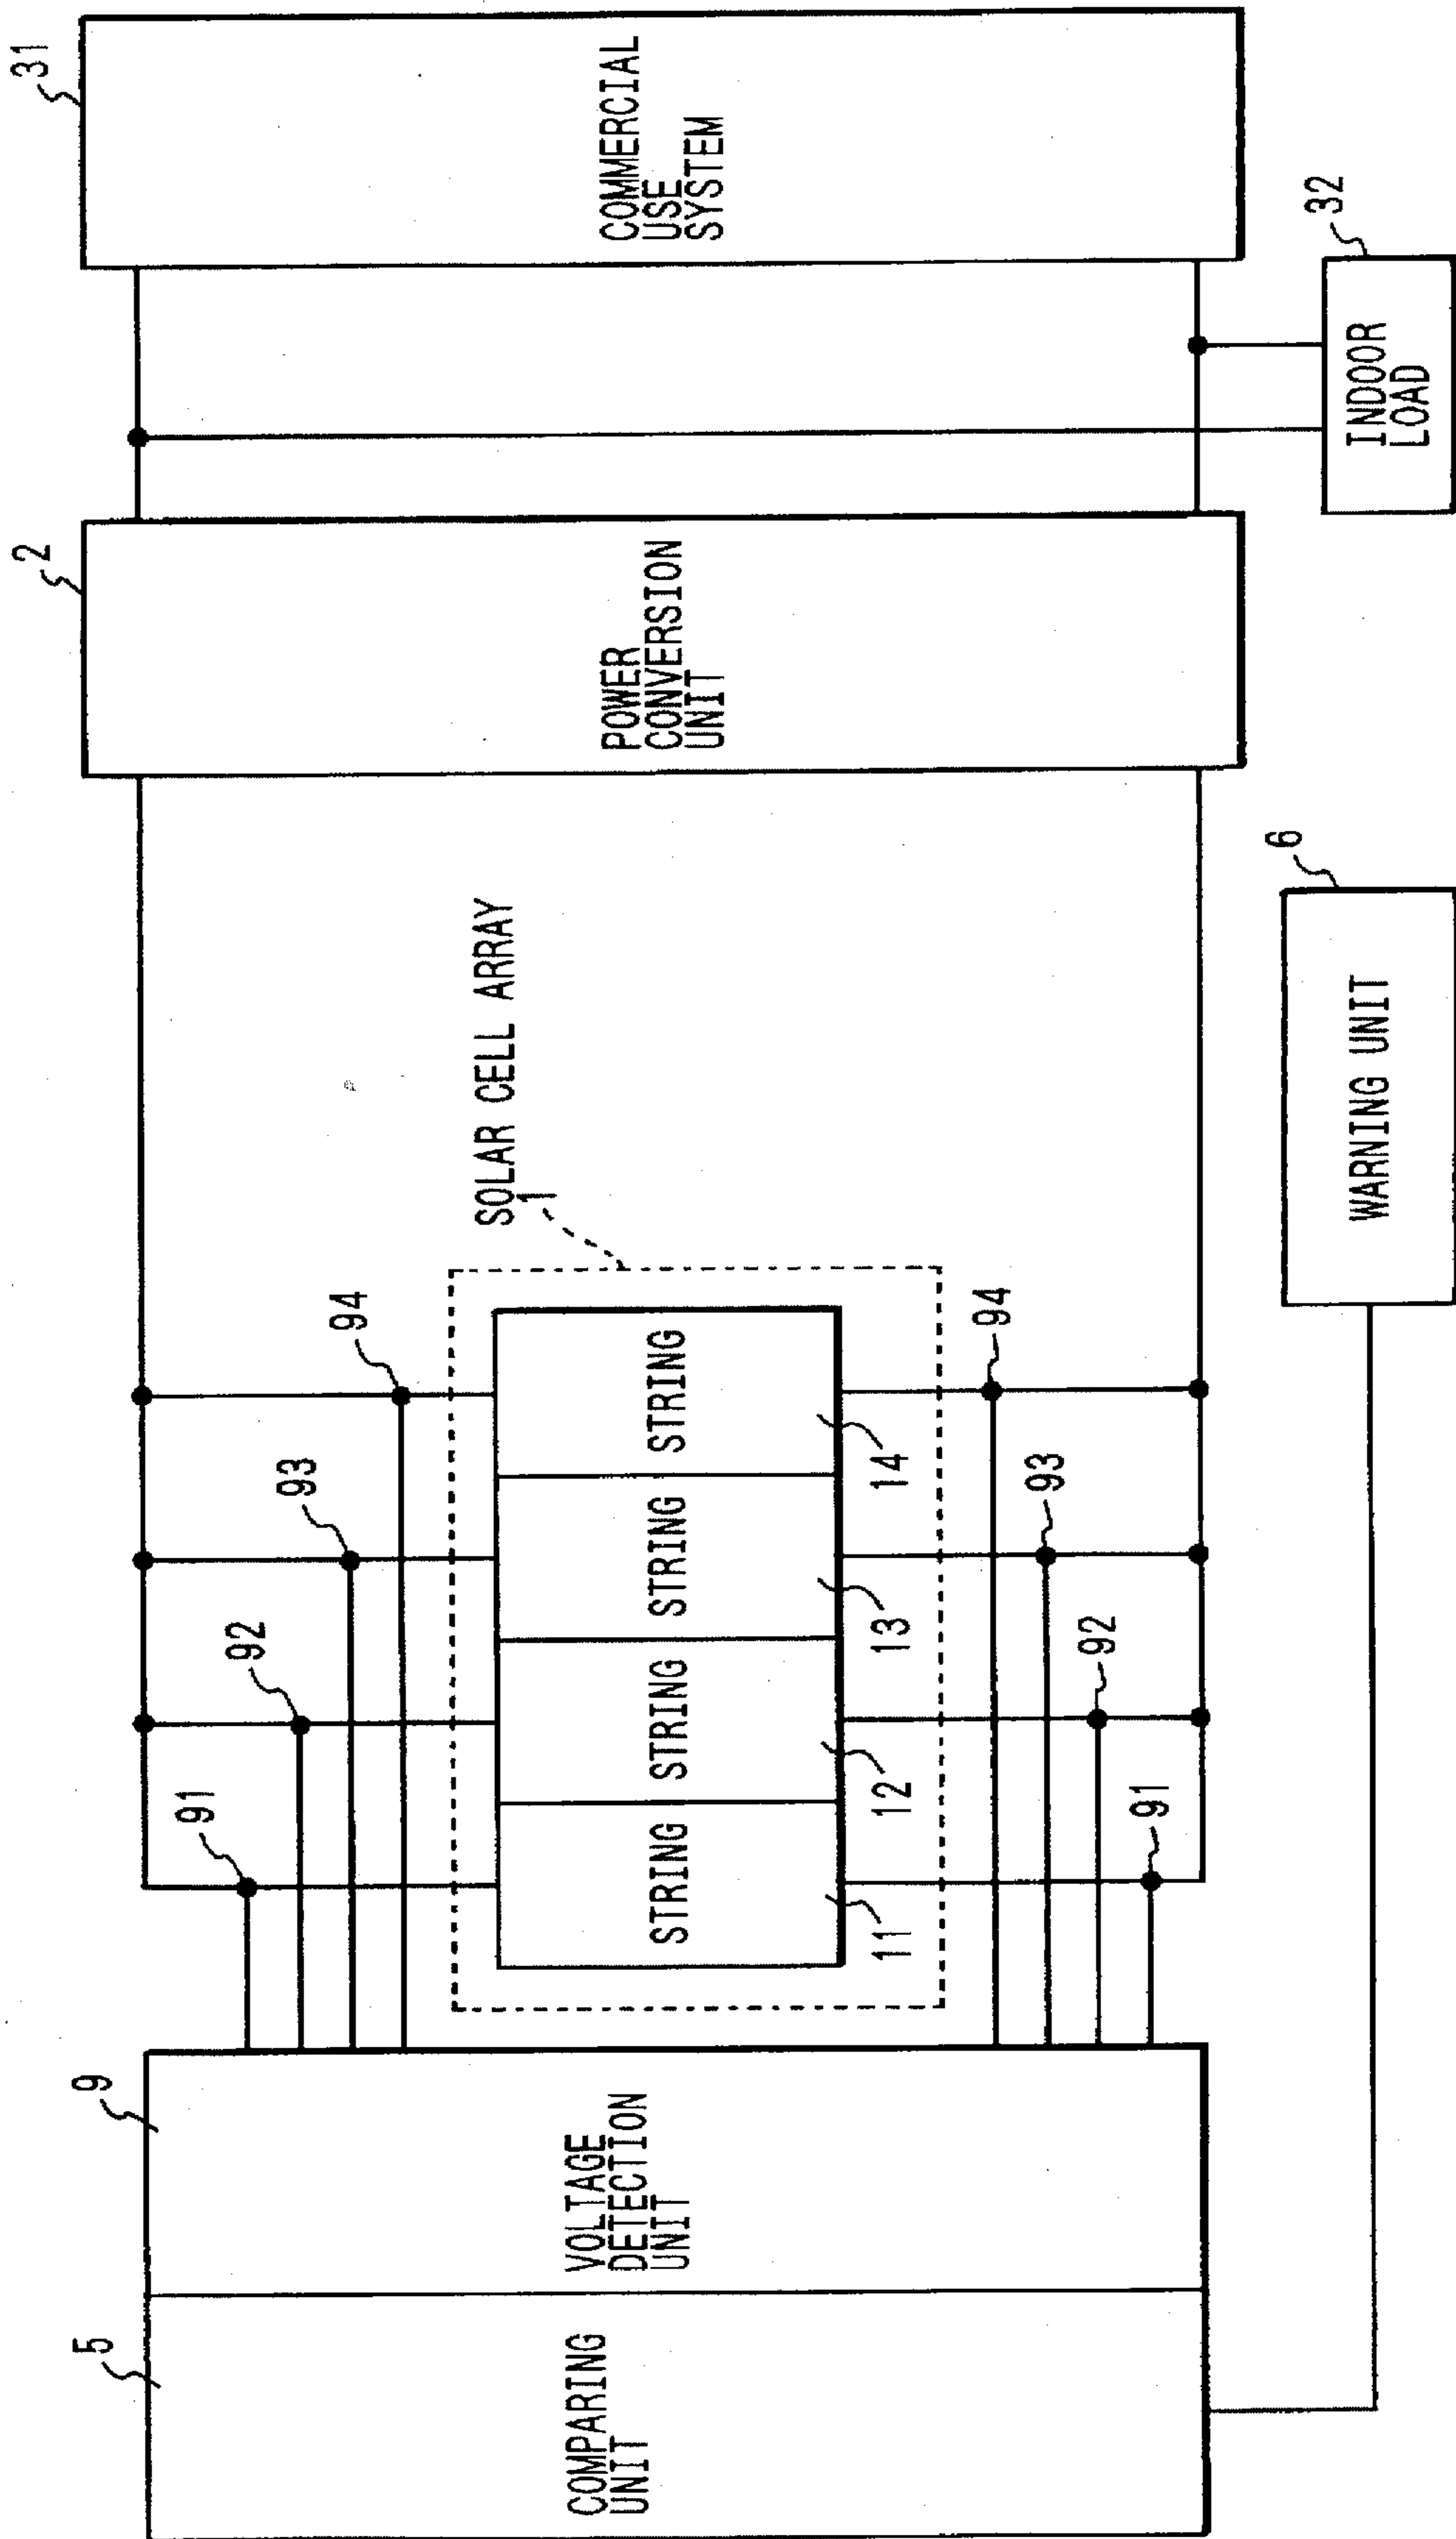 31
COMMERCIAL
USE
SYSTEM
32
INDOOR
LOAD
2
POWER
CONVERSION
UNIT
6
WARNING UNIT
SOLAR CELL ARRAY
1
94
93
92
91
STRING
STRING
STRING
STRING
14
13
12
11
94
93
92
91
9
VOLTAGE
DETECTION
UNIT
5
COMPARING
UNIT